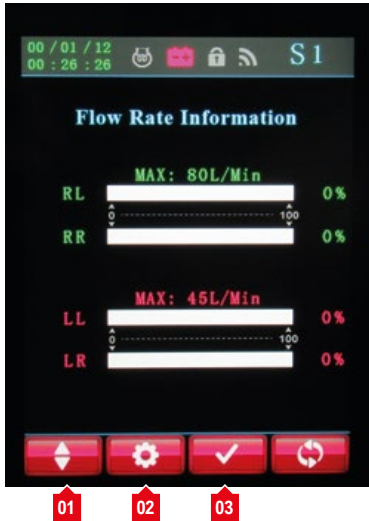 00 / 01 / 12
00 : 26 : 26
00
S1
Flow Rate Information
MAX: 80L/Min
RL 0%
0 100
RR 0%
MAX: 45L/Min
LL 0%
0 100
LR 0%
01 02 03